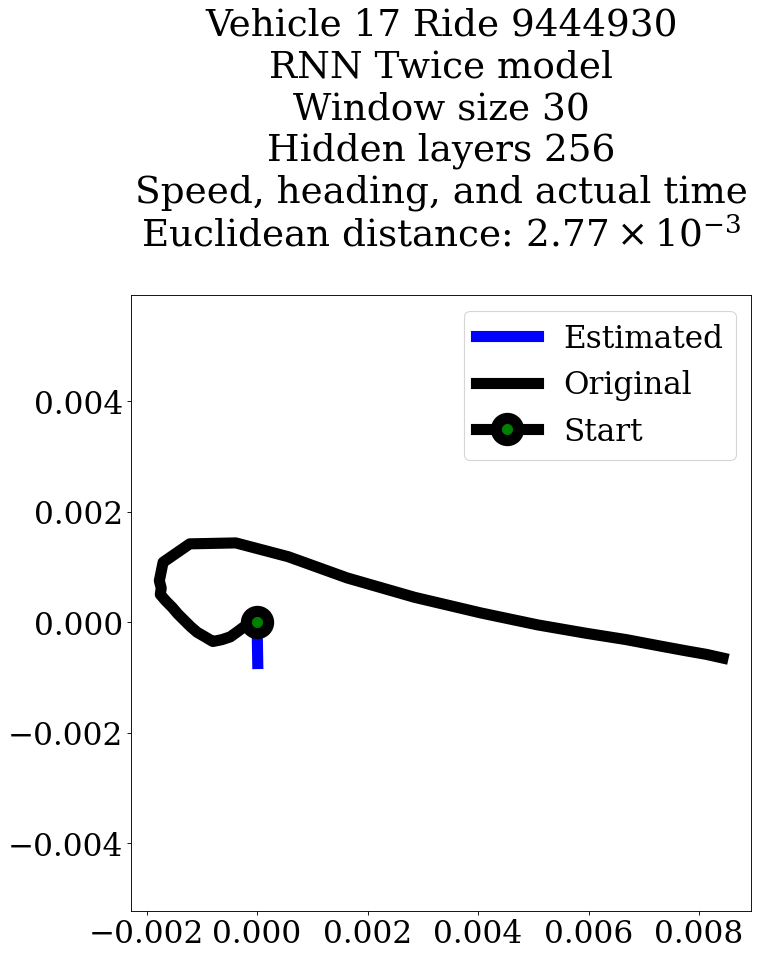 Vehicle 17 Ride 9444930
RNN Twice model
Window size 30
Hidden layers 256
Speed, heading, and actual time
Euclidean distance: 2.77 × 10⁻³
Estimated
Original
Start
0.004
0.002
0.000
−0.002
−0.004
−0.002 0.000 0.002 0.004 0.006 0.008